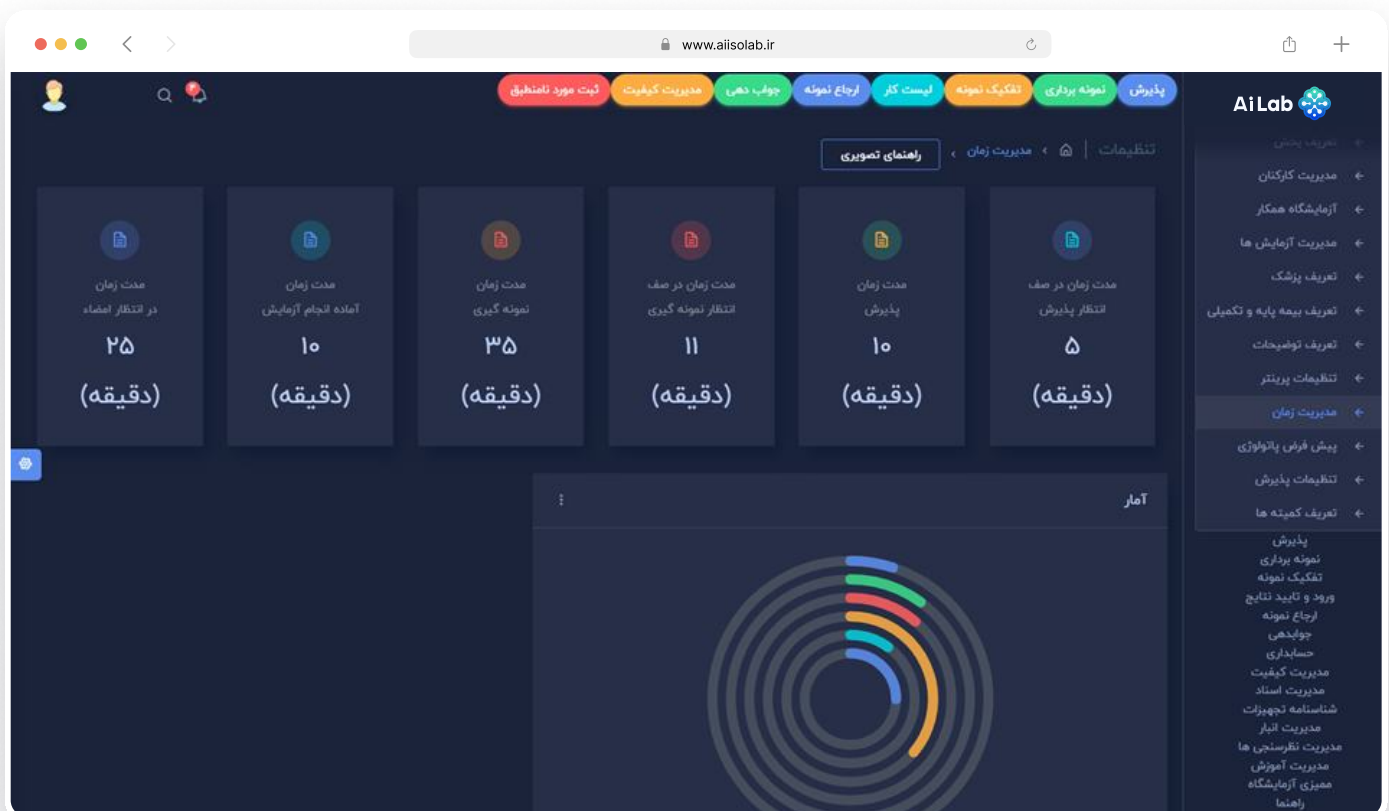 www.aiisolab.ir
AiLab
پذیرش
نمونه برداری
تفکیک نمونه
لیست کار
ارجاع نمونه
جواب دهی
مدیریت کیفیت
ثبت مورد نامنطبق
تنظیمات
مدیریت زمان
راهنمای تصویری
مدت زمان در صف
انتظار پذیرش
۵
(دقیقه)
مدت زمان
پذیرش
۱۰
(دقیقه)
مدت زمان در صف
انتظار نمونه گیری
۱۱
(دقیقه)
مدت زمان
نمونه گیری
۳۵
(دقیقه)
مدت زمان
آماده انجام آزمایش
۱۰
(دقیقه)
مدت زمان
در انتظار امضاء
۲۵
(دقیقه)
آمار
تعریف بخش
مدیریت کارکنان
آزمایشگاه همکار
مدیریت آزمایش ها
تعریف پزشک
تعریف بیمه پایه و تکمیلی
تعریف توضیحات
تنظیمات پرینتر
مدیریت زمان
پیش فرض پاتولوژی
تنظیمات پذیرش
تعریف کمیته ها
پذیرش
نمونه برداری
تفکیک نمونه
ورود و تایید نتایج
ارجاع نمونه
جوابدهی
حسابداری
مدیریت کیفیت
مدیریت اسناد
شناسنامه تجهیزات
مدیریت انبار
مدیریت نظرسنجی ها
مدیریت آموزش
ممیزی آزمایشگاه
راهنما